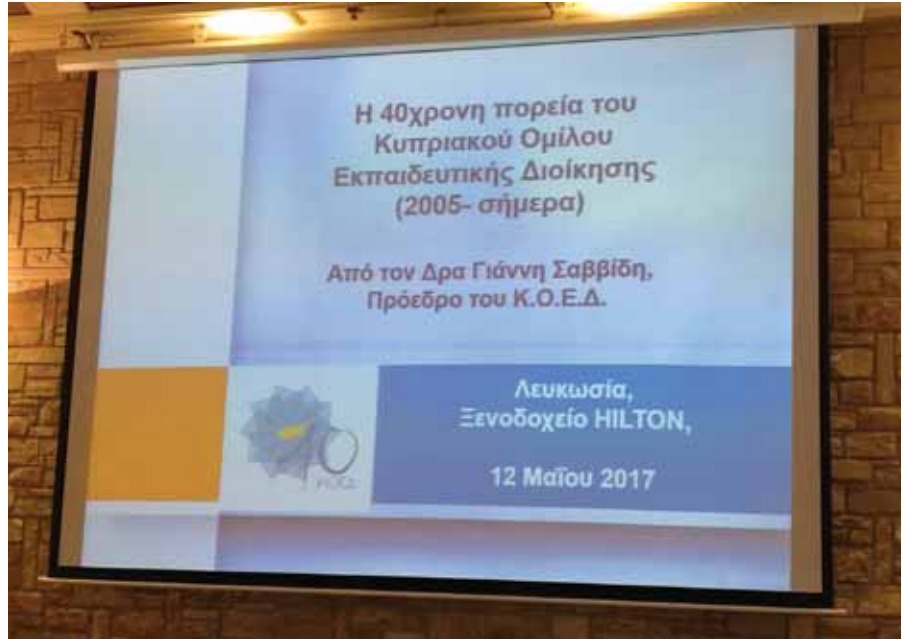 Η 40χρονη πορεία του
Κυπριακού Ομίλου
Εκπαιδευτικής Διοίκησης
(2005- σήμερα)
Από τον Δρα Γιάννη Σαββίδη,
Πρόεδρο του Κ.Ο.Ε.Δ.
Λευκωσία,
Ξενοδοχείο HILTON,
12 Μαΐου 2017